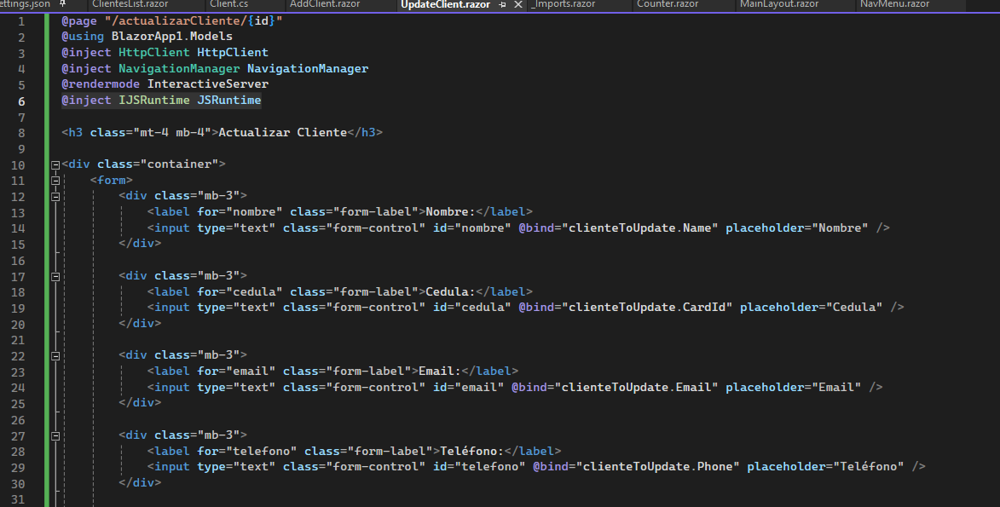 ettings.json ClientesList.razor Client.cs AddClient.razor UpdateClient.razor _Imports.razor Counter.razor MainLayout.razor NavMenu.razor
1 @page "/actualizarCliente/{id}"
2 @using BlazorApp1.Models
3 @inject HttpClient HttpClient
4 @inject NavigationManager NavigationManager
5 @rendermode InteractiveServer
6 @inject IJSRuntime JSRuntime
7
8 <h3 class="mt-4 mb-4">Actualizar Cliente</h3>
9
10 <div class="container">
11 <form>
12 <div class="mb-3">
13 <label for="nombre" class="form-label">Nombre:</label>
14 <input type="text" class="form-control" id="nombre" @bind="clienteToUpdate.Name" placeholder="Nombre" />
15 </div>
16
17 <div class="mb-3">
18 <label for="cedula" class="form-label">Cedula:</label>
19 <input type="text" class="form-control" id="cedula" @bind="clienteToUpdate.CardId" placeholder="Cedula" />
20 </div>
21
22 <div class="mb-3">
23 <label for="email" class="form-label">Email:</label>
24 <input type="text" class="form-control" id="email" @bind="clienteToUpdate.Email" placeholder="Email" />
25 </div>
26
27 <div class="mb-3">
28 <label for="telefono" class="form-label">Teléfono:</label>
29 <input type="text" class="form-control" id="telefono" @bind="clienteToUpdate.Phone" placeholder="Teléfono" />
30 </div>
31